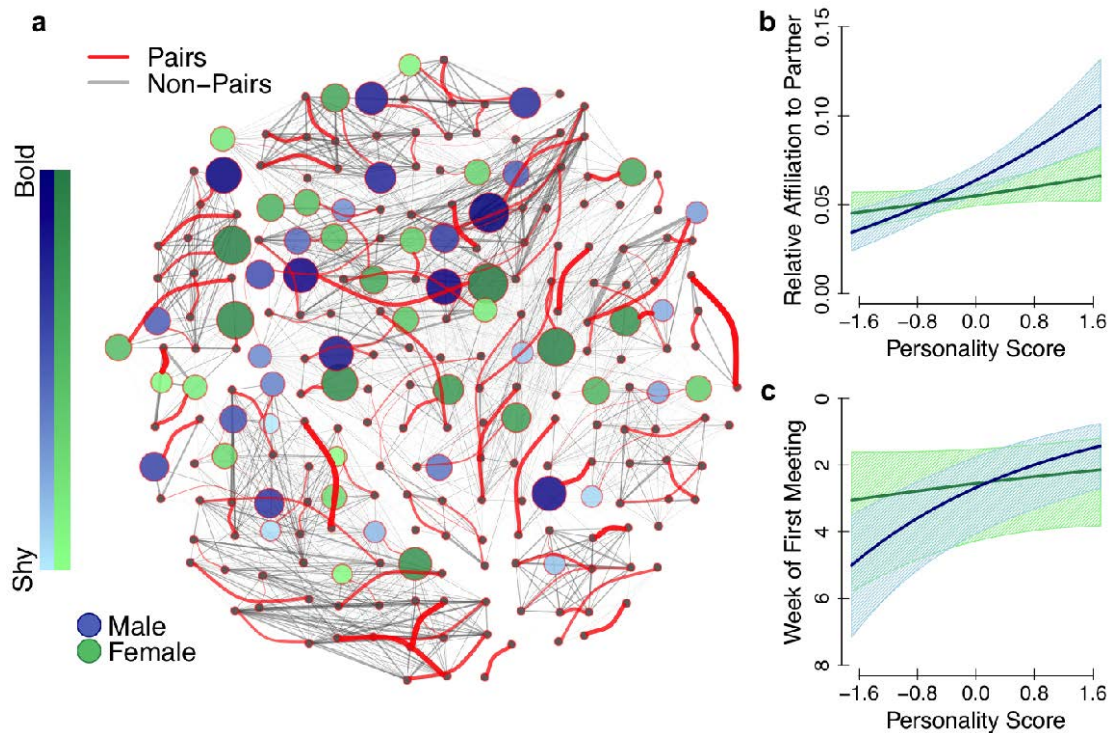 a
Pairs
Non-Pairs
Bold
Shy
Male
Female
b
Relative Affiliation to Partner
0.15
0.10
0.05
0.00
-1.6 -0.8 0.0 0.8 1.6
Personality Score
c
Week of First Meeting
0
2
4
6
8
-1.6 -0.8 0.0 0.8 1.6
Personality Score